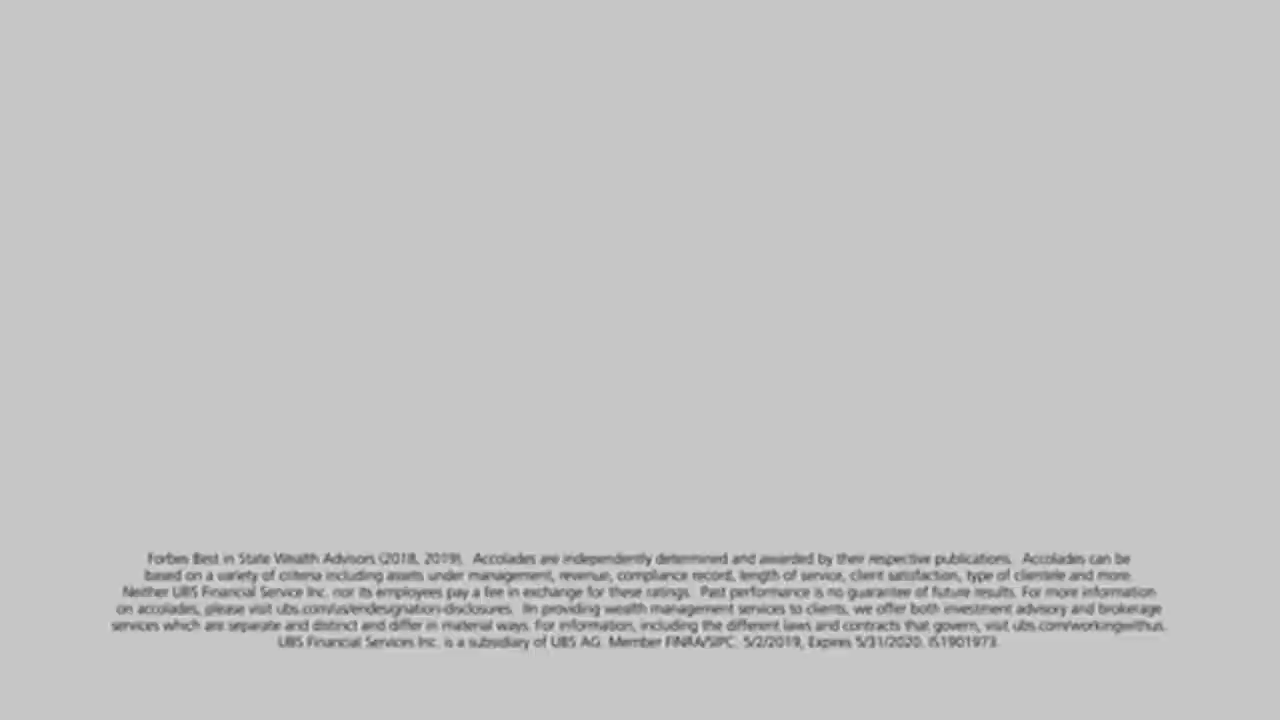 Forbes Best in State Wealth Advisors (2018, 2019). Accolades are independently determined and awarded by their respective publications. Accolades can be
based on a variety of criteria including assets under management, revenue, compliance record, length of service, client satisfaction, type of clientele and more.
Neither UBS Financial Service Inc. nor its employees pay a fee in exchange for these ratings. Past performance is no guarantee of future results. For more information
on accolades, please visit ubs.com/us/en/designation-disclosures. IIn providing wealth management services to clients, we offer both investment advisory and brokerage
services which are separate and distinct and differ in material ways. For information, including the different laws and contracts that govern, visit ubs.com/workingwithus.
UBS Financial Services Inc. is a subsidiary of UBS AG. Member FINRA/SIPC. 5/2/2019, Expires 5/31/2020. IS1901973.